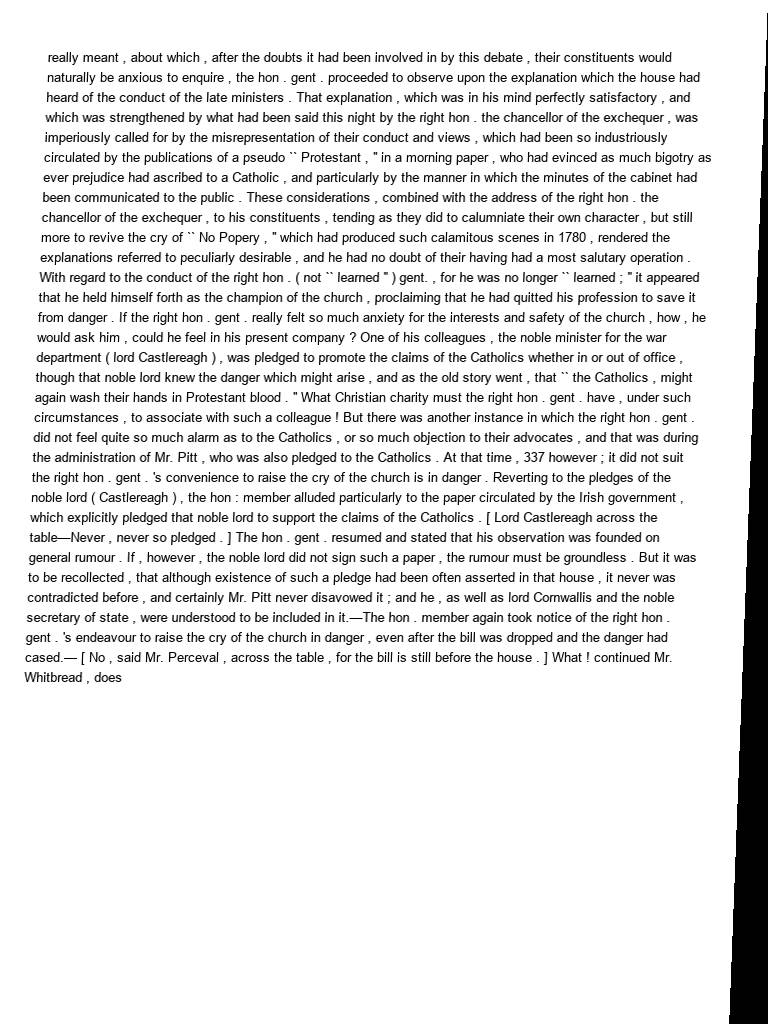 really meant , about which , after the doubts it had been involved in by this debate , their constituents would
naturally be anxious to enquire , the hon . gent . proceeded to observe upon the explanation which the house had
heard of the conduct of the late ministers . That explanation , which was in his mind perfectly satisfactory , and
which was strengthened by what had been said this night by the right hon . the chancellor of the exchequer , was
imperiously called for by the misrepresentation of their conduct and views , which had been so industriously
circulated by the publications of a pseudo `` Protestant , " in a morning paper , who had evinced as much bigotry as
ever prejudice had ascribed to a Catholic , and particularly by the manner in which the minutes of the cabinet had
been communicated to the public . These considerations , combined with the address of the right hon . the
chancellor of the exchequer , to his constituents , tending as they did to calumniate their own character , but still
more to revive the cry of `` No Popery , " which had produced such calamitous scenes in 1780 , rendered the
explanations referred to peculiarly desirable , and he had no doubt of their having had a most salutary operation .
With regard to the conduct of the right hon . ( not `` learned " ) gent. , for he was no longer `` learned ; " it appeared
that he held himself forth as the champion of the church , proclaiming that he had quitted his profession to save it
from danger . If the right hon . gent . really felt so much anxiety for the interests and safety of the church , how , he
would ask him , could he feel in his present company ? One of his colleagues , the noble minister for the war
department ( lord Castlereagh ) , was pledged to promote the claims of the Catholics whether in or out of office ,
though that noble lord knew the danger which might arise , and as the old story went , that `` the Catholics , might
again wash their hands in Protestant blood . " What Christian charity must the right hon . gent . have , under such
circumstances , to associate with such a colleague ! But there was another instance in which the right hon . gent .
did not feel quite so much alarm as to the Catholics , or so much objection to their advocates , and that was during
the administration of Mr. Pitt , who was also pledged to the Catholics . At that time , 337 however ; it did not suit
the right hon . gent . 's convenience to raise the cry of the church is in danger . Reverting to the pledges of the
noble lord ( Castlereagh ) , the hon : member alluded particularly to the paper circulated by the Irish government ,
which explicitly pledged that noble lord to support the claims of the Catholics . [ Lord Castlereagh across the
table—Never , never so pledged . ] The hon . gent . resumed and stated that his observation was founded on
general rumour . If , however , the noble lord did not sign such a paper , the rumour must be groundless . But it was
to be recollected , that although existence of such a pledge had been often asserted in that house , it never was
contradicted before , and certainly Mr. Pitt never disavowed it ; and he , as well as lord Cornwallis and the noble
secretary of state , were understood to be included in it.—The hon . member again took notice of the right hon .
gent . 's endeavour to raise the cry of the church in danger , even after the bill was dropped and the danger had
cased.— [ No , said Mr. Perceval , across the table , for the bill is still before the house . ] What ! continued Mr.
Whitbread , does